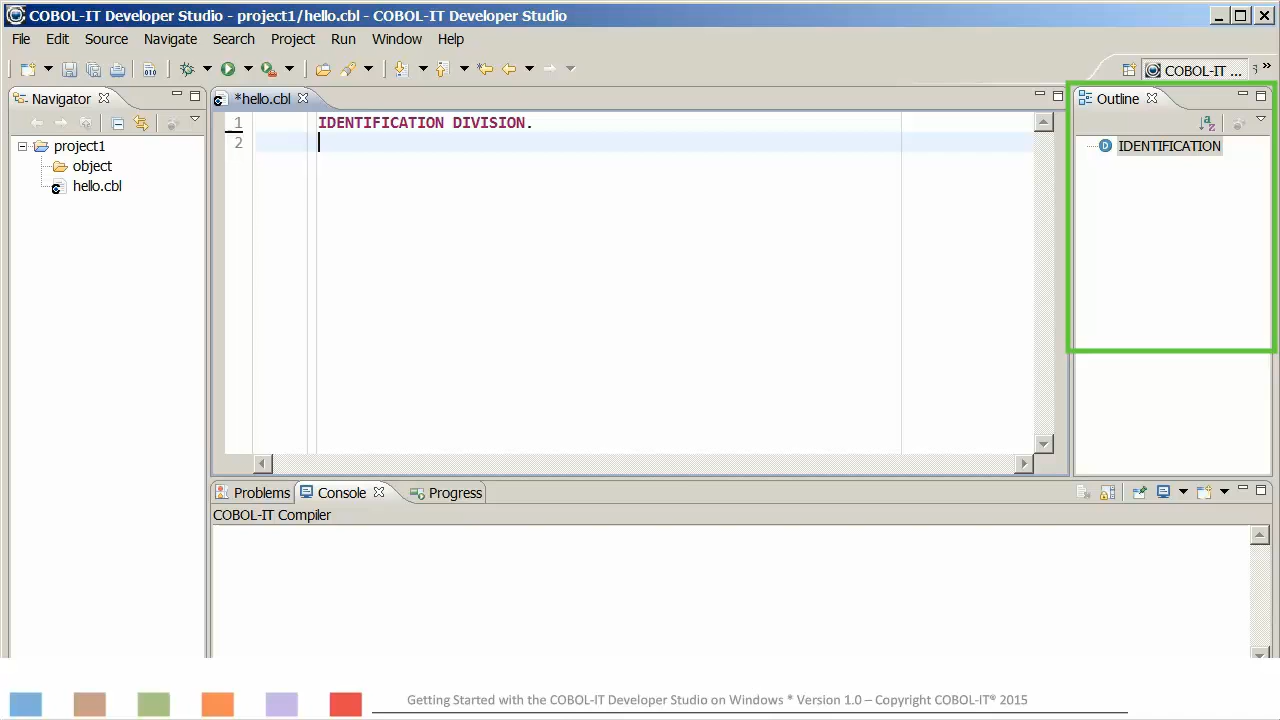 COBOL-IT Developer Studio - project1/hello.cbl - COBOL-IT Developer Studio
File Edit Source Navigate Search Project Run Window Help
COBOL-IT ...
Navigator
*hello.cbl
Outline
1 IDENTIFICATION DIVISION.
2
project1
object
hello.cbl
IDENTIFICATION
Problems Console Progress
COBOL-IT Compiler
Getting Started with the COBOL-IT Developer Studio on Windows * Version 1.0 – Copyright COBOL-IT® 2015